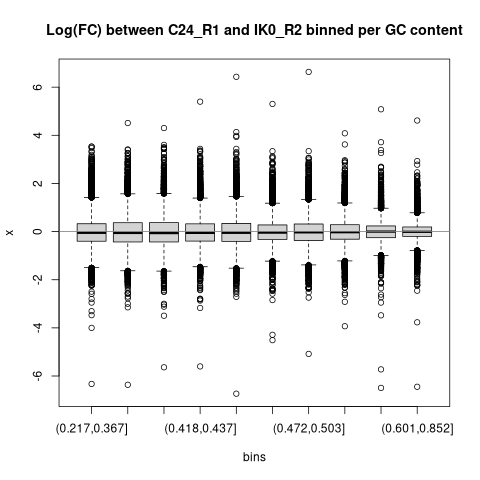 Log(FC) between C24_R1 and IK0_R2 binned per GC content
6
4
2
0
-2
-4
-6
x
(0.217,0.367] (0.418,0.437] (0.472,0.503] (0.601,0.852]
bins